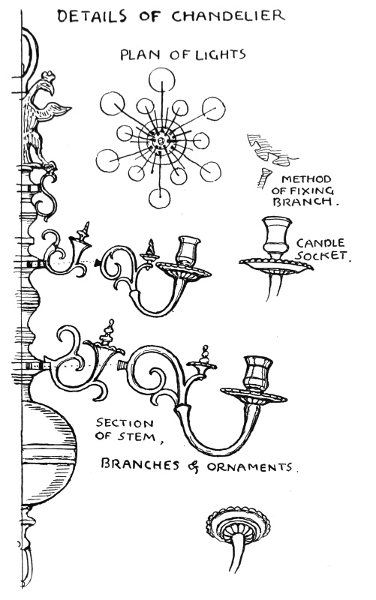 DETAILS OF CHANDELIER
PLAN OF LIGHTS
METHOD
OF FIXING
BRANCH.
CANDLE
SOCKET.
SECTION
OF STEM,
BRANCHES & ORNAMENTS.